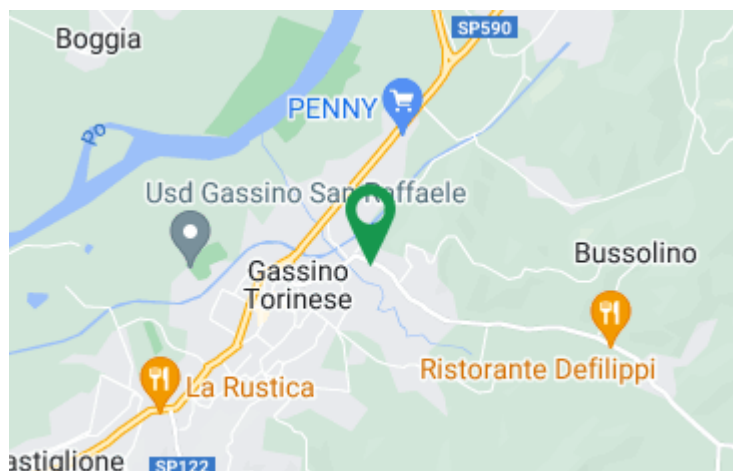 SP590
Boggia
PENNY
Po
Usd Gassino San Raffaele
Bussolino
Gassino
Torinese
Ristorante Defilippi
La Rustica
astiglione
SP122